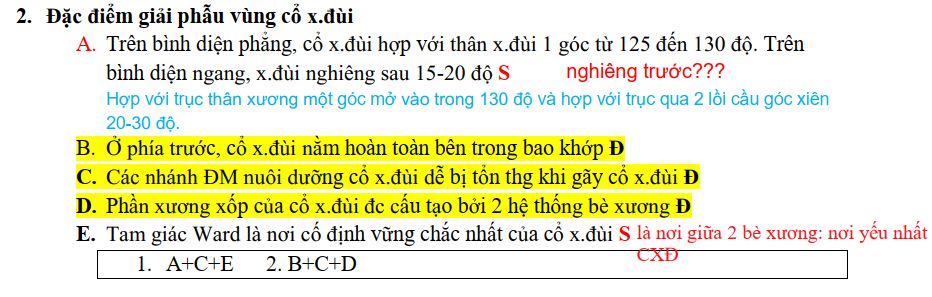 2. Đặc điểm giải phẫu vùng cổ x.đùi
A. Trên bình diện phẳng, cổ x.đùi hợp với thân x.đùi 1 góc từ 125 đến 130 độ. Trên
bình diện ngang, x.đùi nghiêng sau 15-20 độ S nghiêng trước???
Hợp với trục thân xương một góc mở vào trong 130 độ và hợp với trục qua 2 lồi cầu góc xiên
20-30 độ.
B. Ở phía trước, cổ x.đùi nằm hoàn toàn bên trong bao khớp Đ
C. Các nhánh ĐM nuôi dưỡng cổ x.đùi dễ bị tổn thg khi gãy cổ x.đùi Đ
D. Phần xương xốp của cổ x.đùi đc cấu tạo bởi 2 hệ thống bè xương Đ
E. Tam giác Ward là nơi cố định vững chắc nhất của cổ x.đùi S là nơi giữa 2 bè xương: nơi yếu nhất
CXĐ
1. A+C+E 2. B+C+D